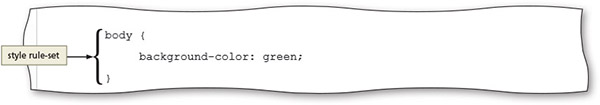 body {
style rule-set
background-color: green;
}